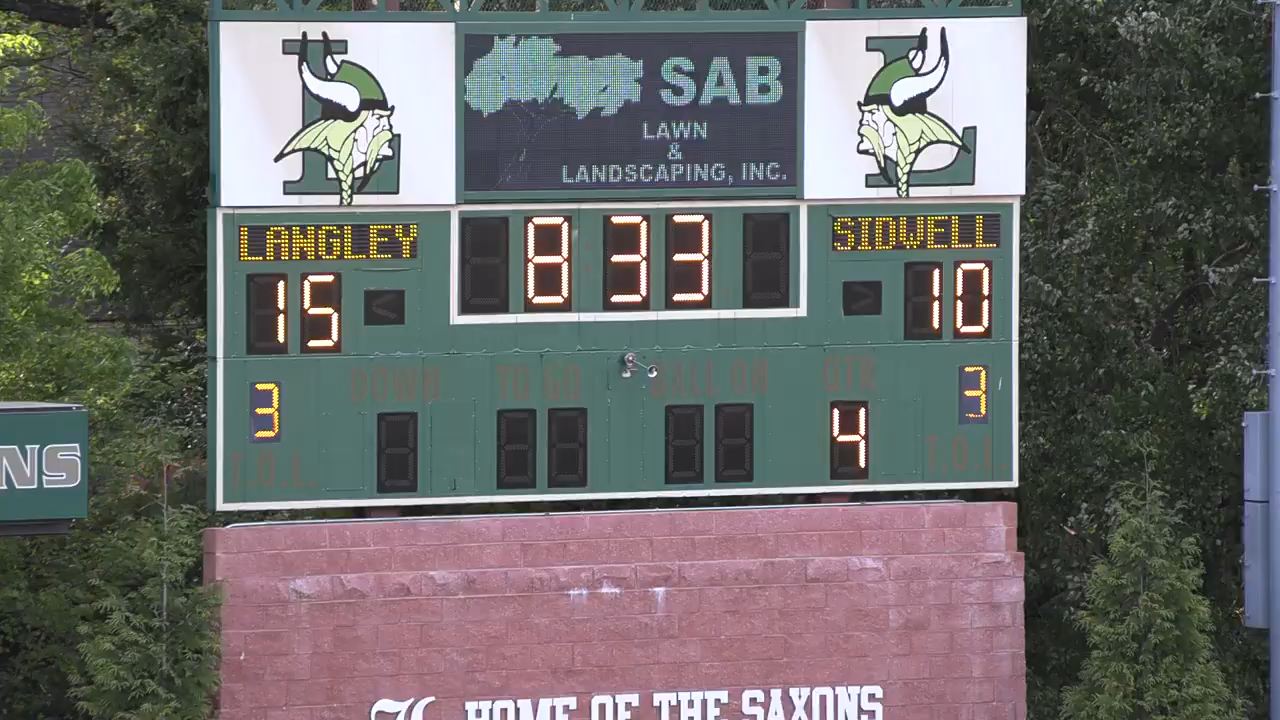 SAB
LAWN
&
LANDSCAPING, INC.
LANGLEY 8:33 SIDWELL
15 < > 10
DOWN TO GO BALL ON QTR
3 4 3
T.O.L. T.O.L.
NS
HOME OF THE SAXONS